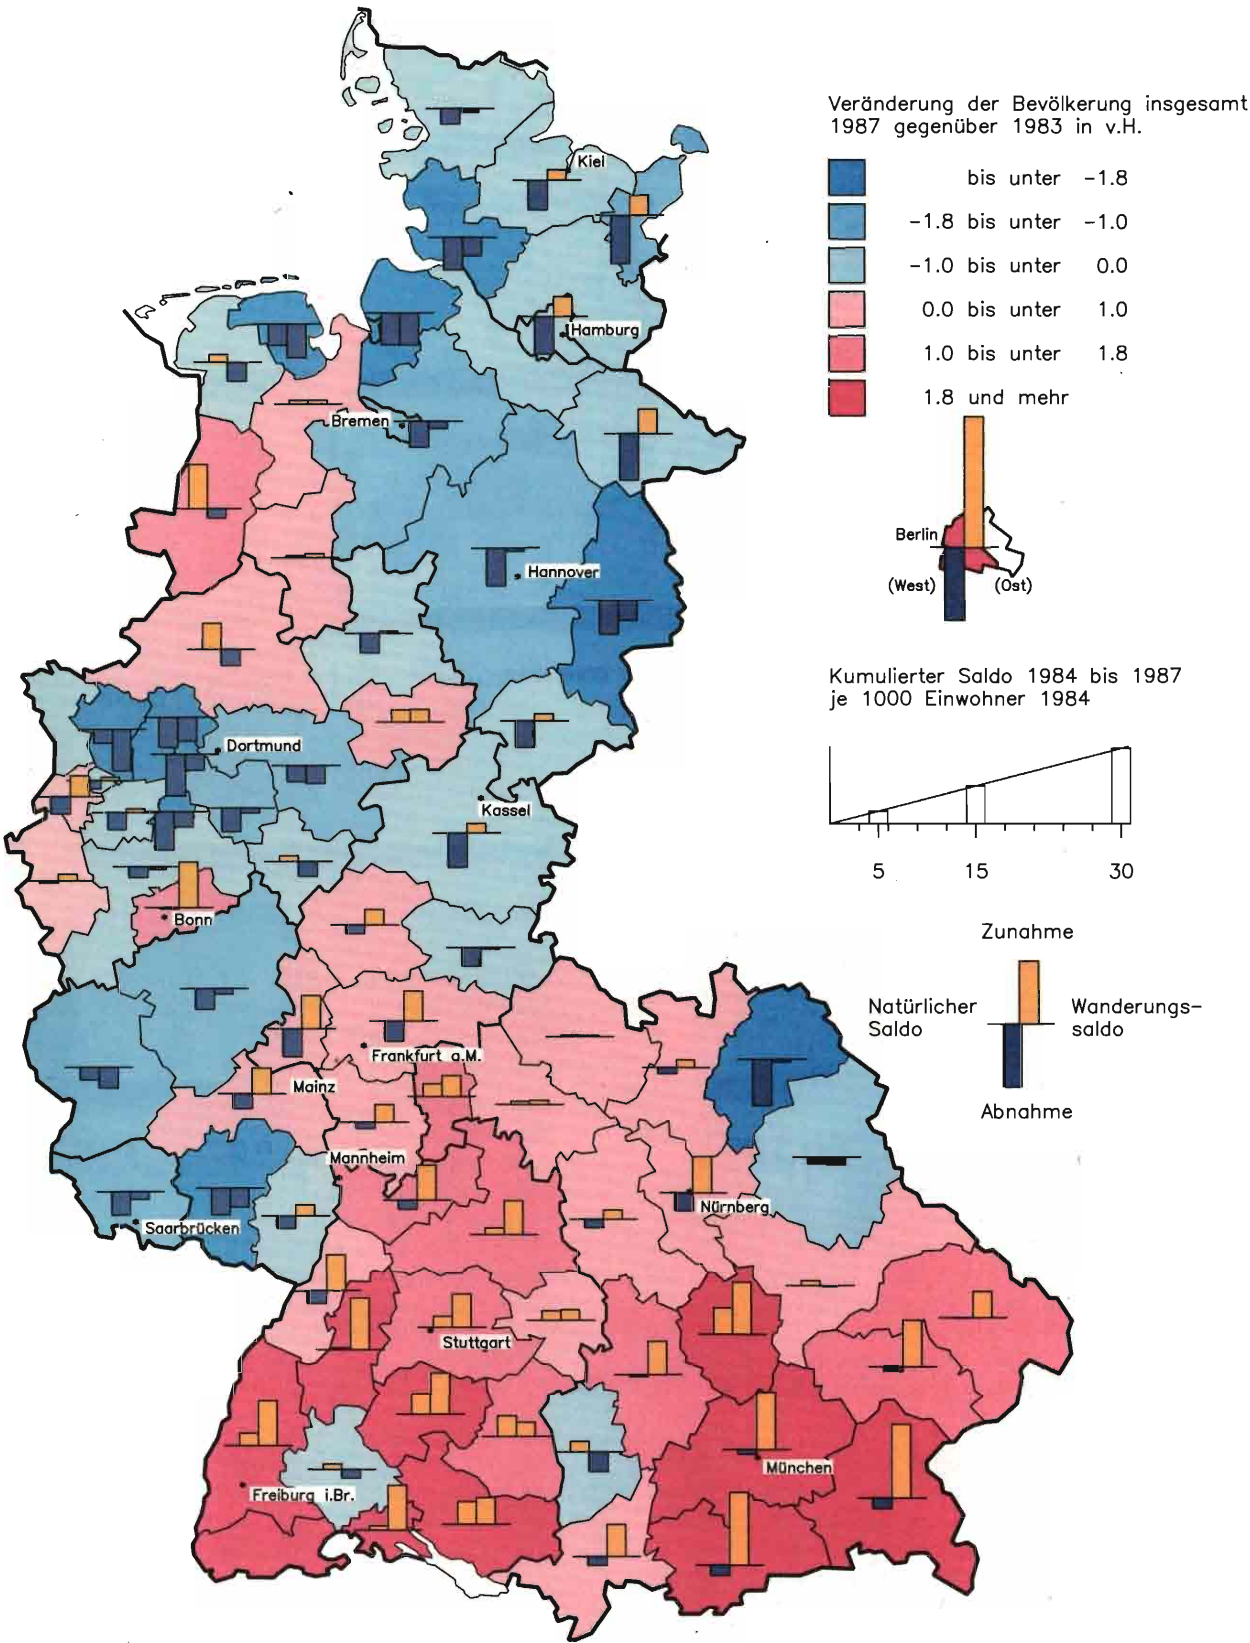 Veränderung der Bevölkerung insgesamt
1987 gegenüber 1983 in v.H.
bis unter -1.8
-1.8 bis unter -1.0
-1.0 bis unter 0.0
0.0 bis unter 1.0
1.0 bis unter 1.8
1.8 und mehr
Berlin
(West)
(Ost)
Kumulierter Saldo 1984 bis 1987
je 1000 Einwohner 1984
5
15
30
Zunahme
Natürlicher
Saldo
Wanderungs-
saldo
Abnahme
Kiel
Hamburg
Bremen
Hannover
Dortmund
Kassel
Bonn
Frankfurt a.M.
Mainz
Mannheim
Nürnberg
Saarbrücken
Stuttgart
München
Freiburg i.Br.